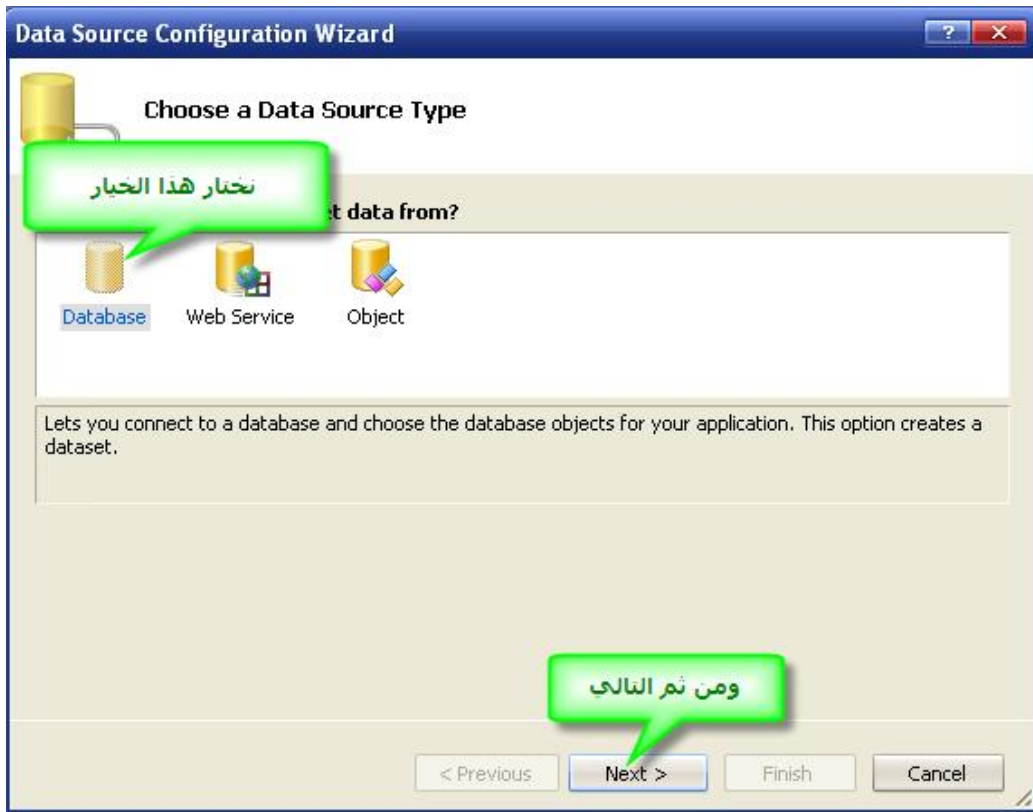 Data Source Configuration Wizard
Choose a Data Source Type
نختار هذا الخيار
data from?
Database Web Service Object
Lets you connect to a database and choose the database objects for your application. This option creates a
dataset.
ومن ثم التالي
< Previous Next > Finish Cancel